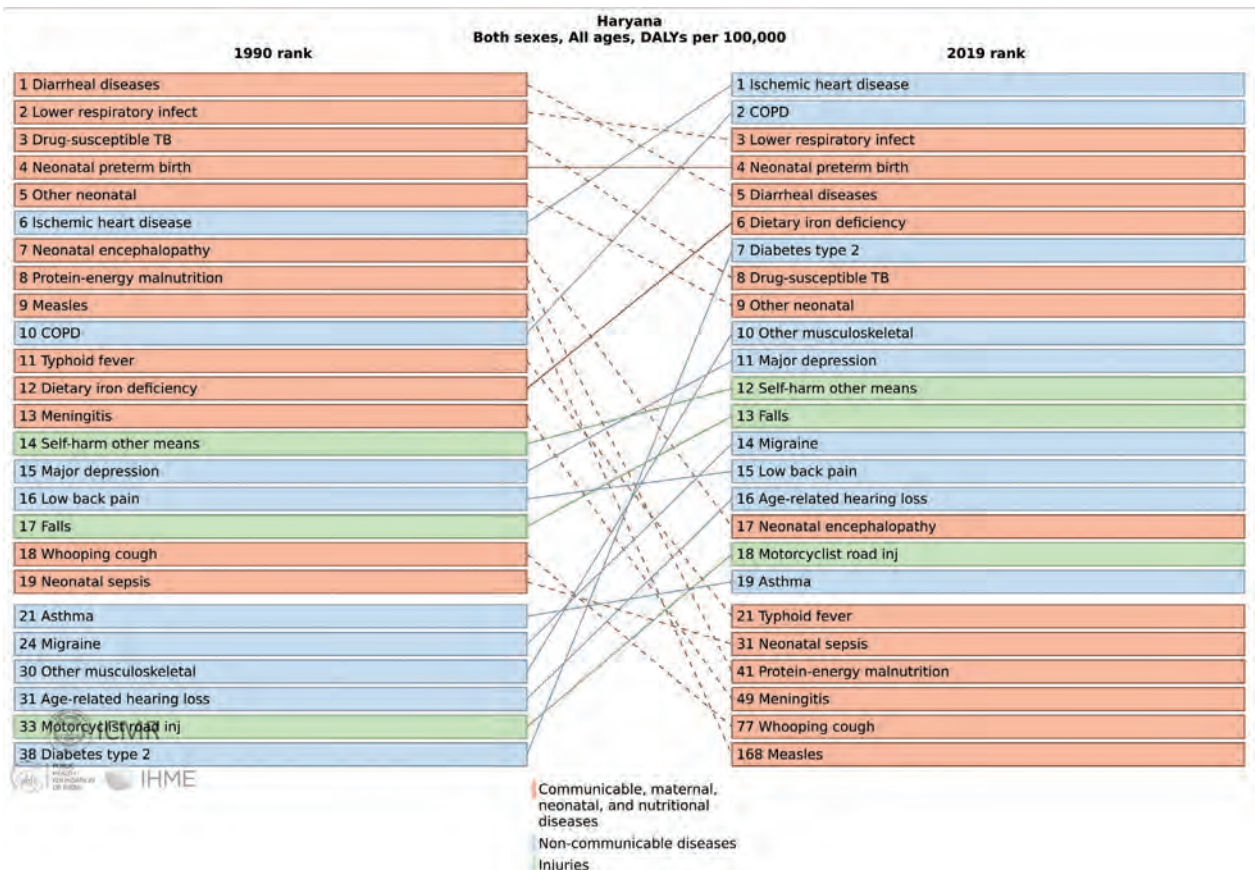 Haryana
Both sexes, All ages, DALYs per 100,000
1990 rank
2019 rank
1 Diarrheal diseases
2 Lower respiratory infect
3 Drug-susceptible TB
4 Neonatal preterm birth
5 Other neonatal
6 Ischemic heart disease
7 Neonatal encephalopathy
8 Protein-energy malnutrition
9 Measles
10 COPD
11 Typhoid fever
12 Dietary iron deficiency
13 Meningitis
14 Self-harm other means
15 Major depression
16 Low back pain
17 Falls
18 Whooping cough
19 Neonatal sepsis
21 Asthma
24 Migraine
30 Other musculoskeletal
31 Age-related hearing loss
33 Motorcyclist road inj
38 Diabetes type 2
1 Ischemic heart disease
2 COPD
3 Lower respiratory infect
4 Neonatal preterm birth
5 Diarrheal diseases
6 Dietary iron deficiency
7 Diabetes type 2
8 Drug-susceptible TB
9 Other neonatal
10 Other musculoskeletal
11 Major depression
12 Self-harm other means
13 Falls
14 Migraine
15 Low back pain
16 Age-related hearing loss
17 Neonatal encephalopathy
18 Motorcyclist road inj
19 Asthma
21 Typhoid fever
31 Neonatal sepsis
41 Protein-energy malnutrition
49 Meningitis
77 Whooping cough
168 Measles
ICMR
PUBLIC
HEALTH
FOUNDATION
OF INDIA
IHME
Communicable, maternal,
neonatal, and nutritional
diseases
Non-communicable diseases
Injuries